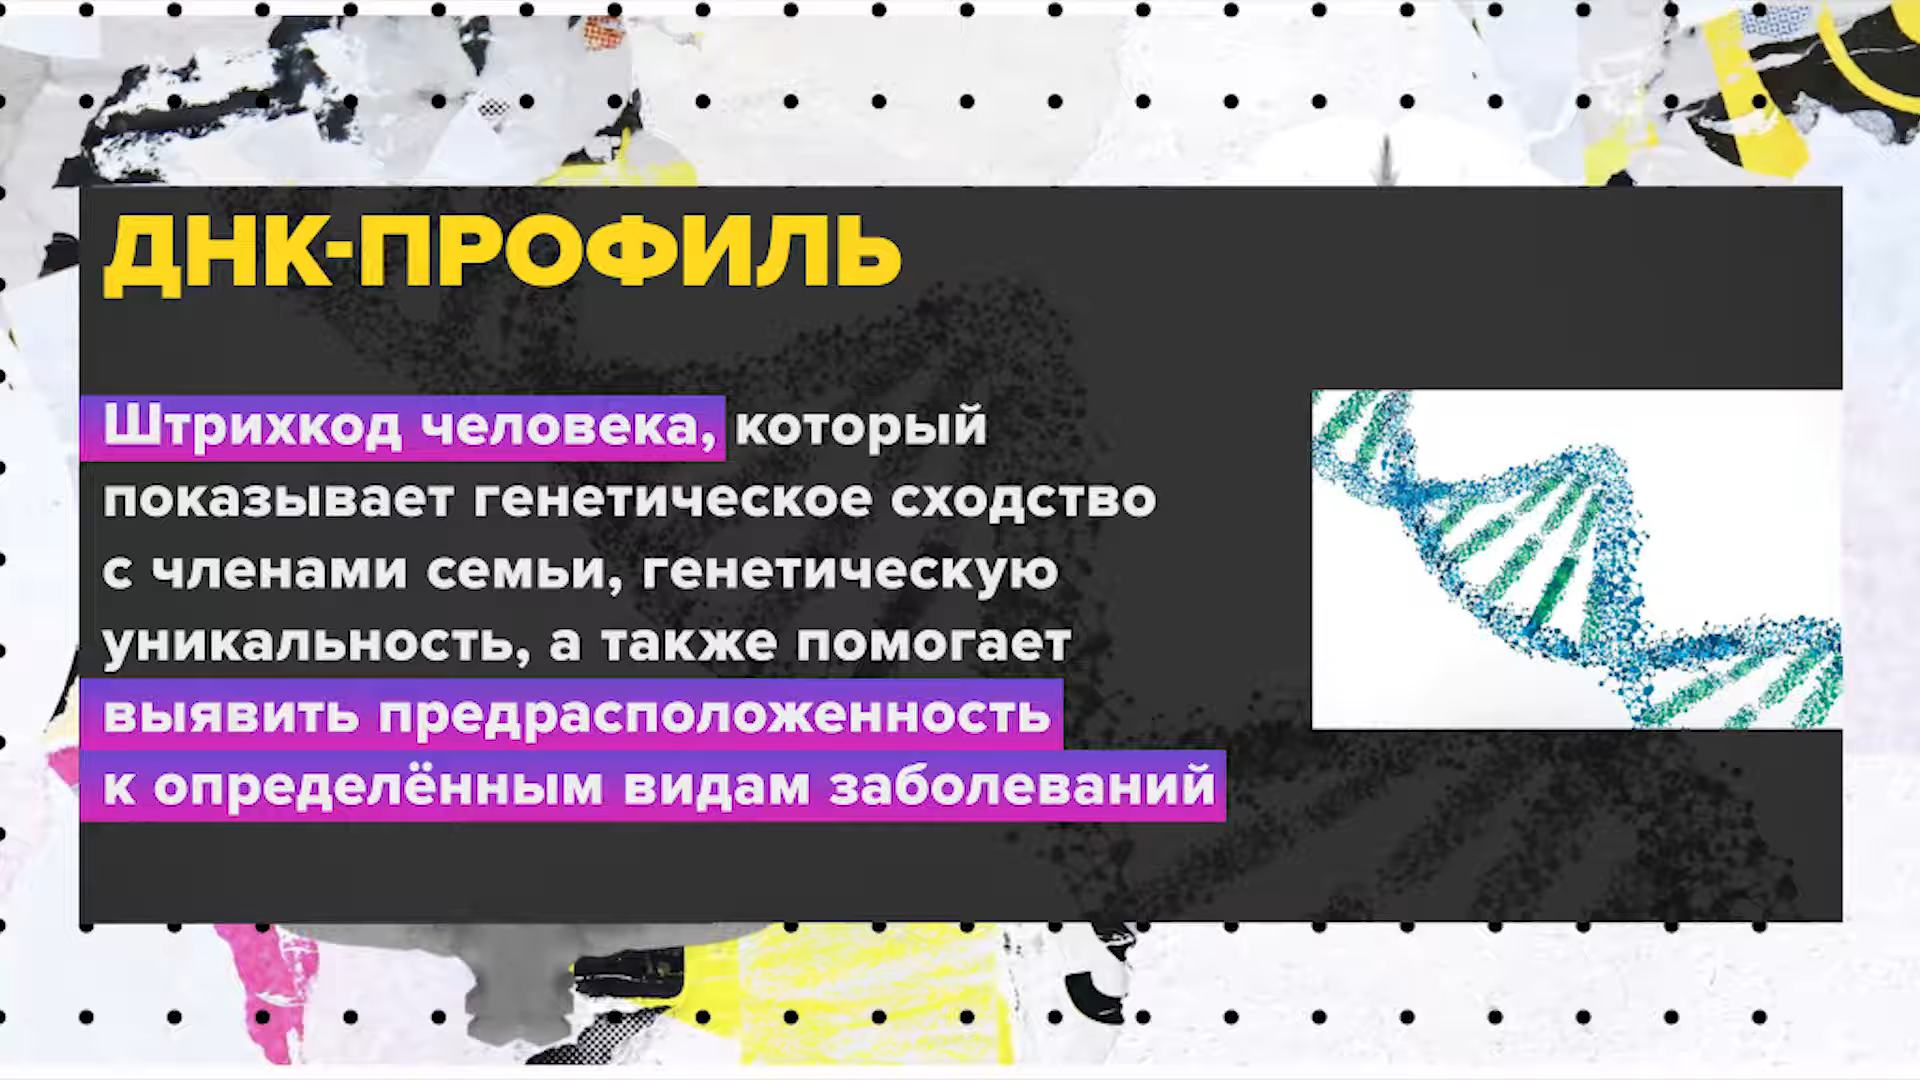 ДНК-ПРОФИЛЬ
Штрихкод человека, который
показывает генетическое сходство
с членами семьи, генетическую
уникальность, а также помогает
выявить предрасположенность
к определённым видам заболеваний